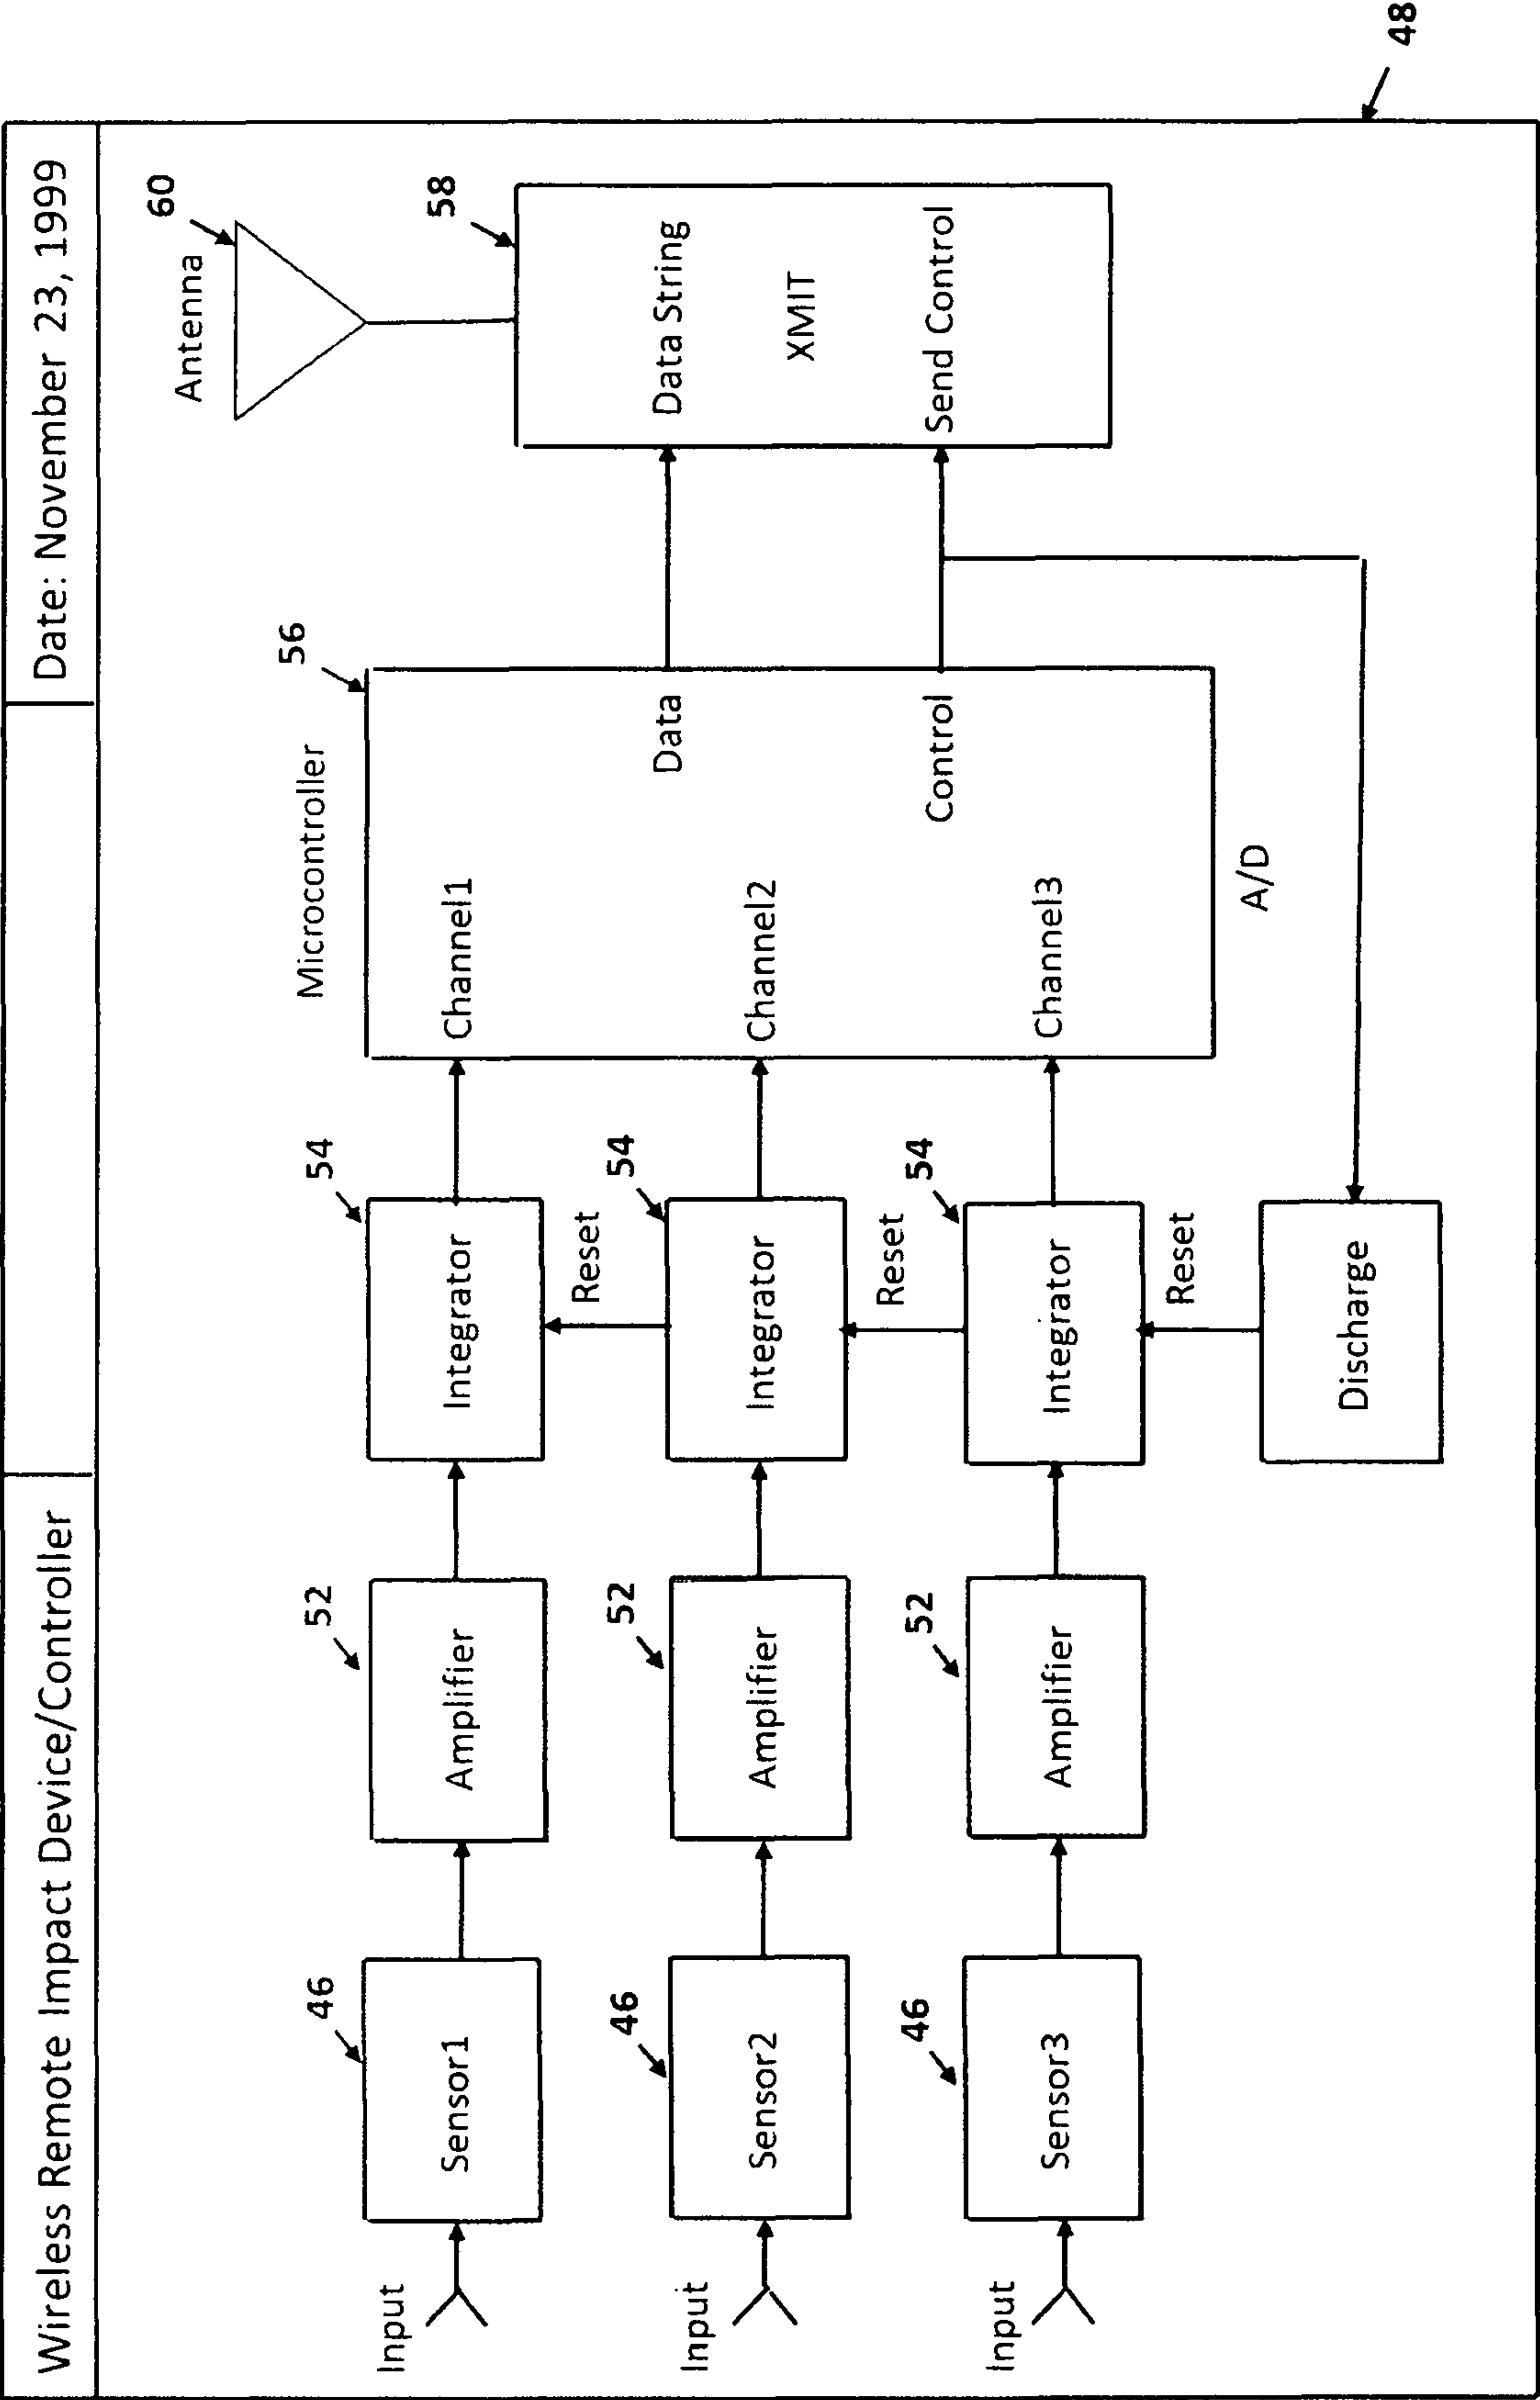 Wireless Remote Impact Device/Controller
Date: November 23, 1999
48
Antenna
60
Microcontroller
56
58
Input
46
Sensor1
52
Amplifier
54
Integrator
Channel1
Reset
Data
Data String
XMIT
Input
46
Sensor2
52
Amplifier
54
Integrator
Channel2
Reset
Control
Send Control
Input
46
Sensor3
52
Amplifier
54
Integrator
Channel3
Reset
A/D
Discharge